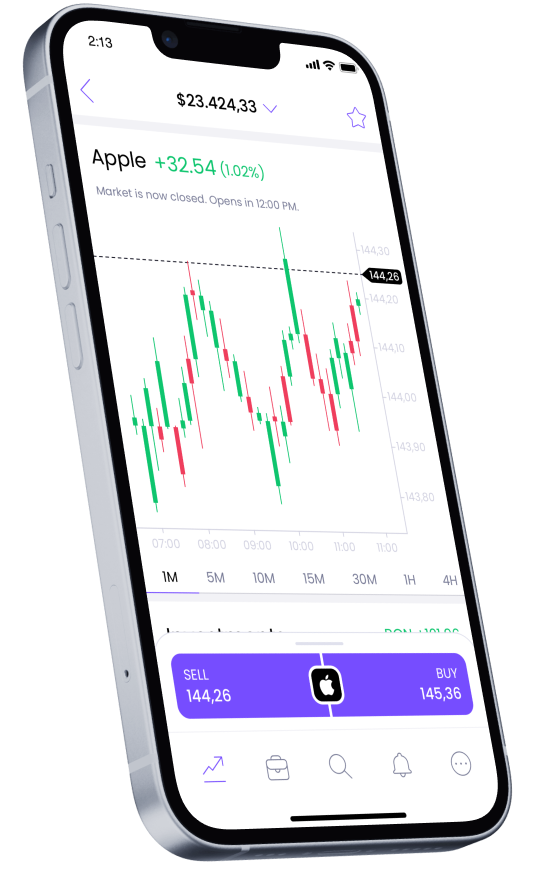 2:13
$23.424,33
Apple +32.54 (1.02%)
Market is now closed. Opens in 12:00 PM.
144,30
144,26
144,20
144,10
144,00
143,90
143,80
07:00 08:00 09:00 10:00 11:00 11:00
1M 5M 10M 15M 30M 1H 4H
SELL BUY
144,26 145,36